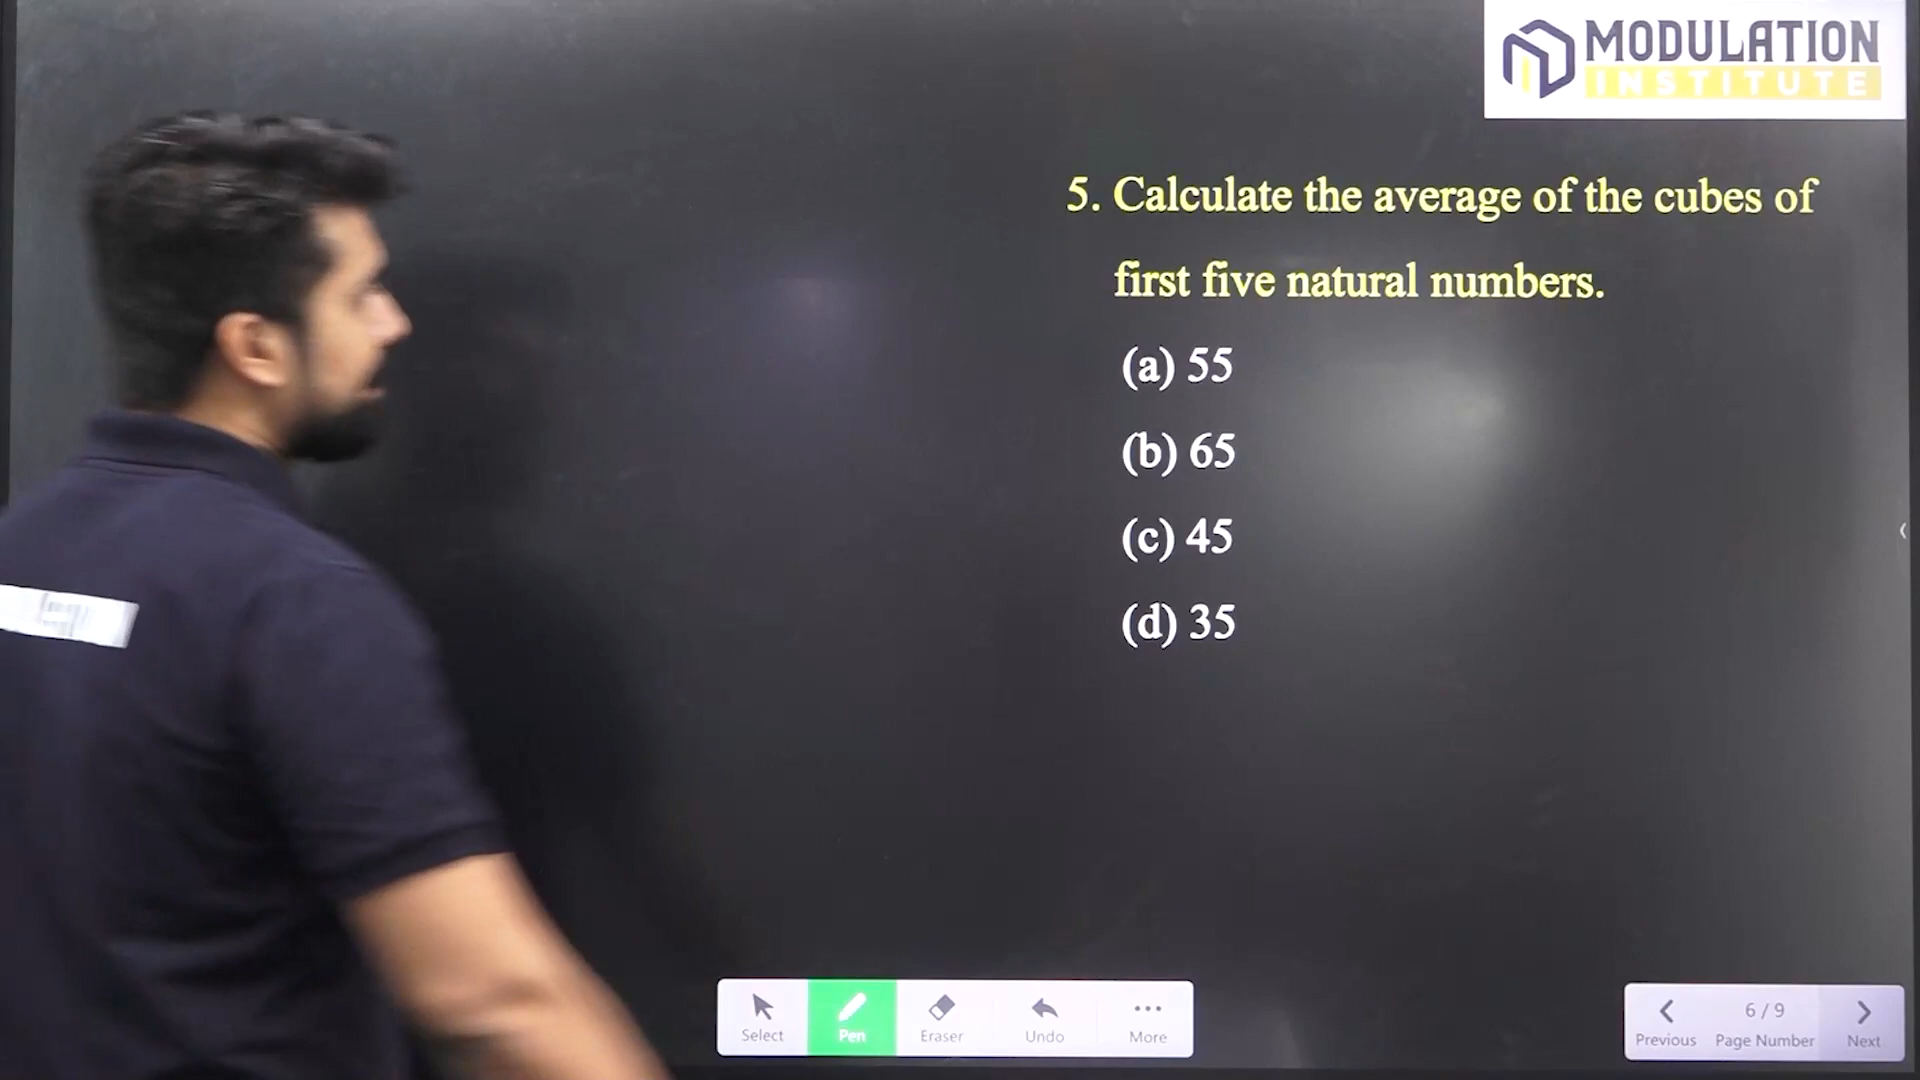 MODULATION
INSTITUTE
5. Calculate the average of the cubes of
first five natural numbers.
(a) 55
(b) 65
(c) 45
(d) 35
Select
Pen
Eraser
Undo
More
6 / 9
Previous
Page Number
Next